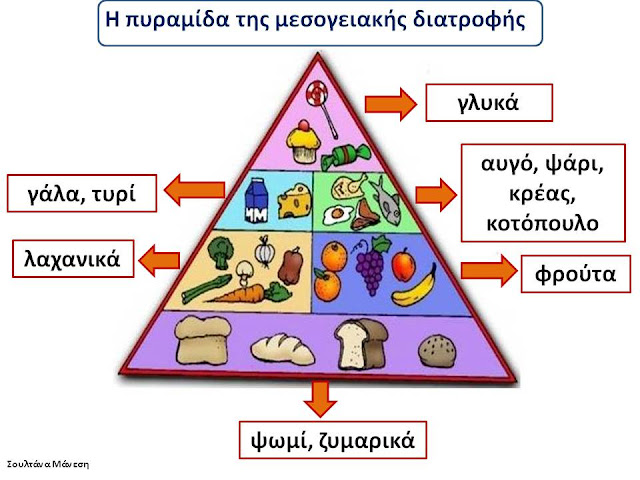 Η πυραμίδα της μεσογειακής διατροφής
γλυκά
γάλα, τυρί
αυγό, ψάρι,
κρέας,
κοτόπουλο
λαχανικά
φρούτα
ψωμί, ζυμαρικά
Σουλτάνα Μάνεση